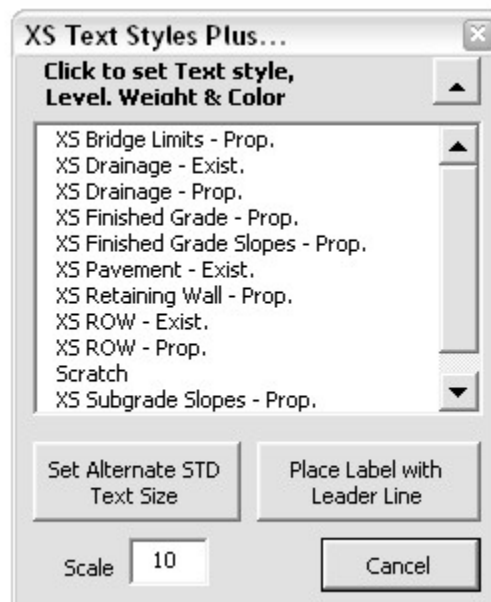 XS Text Styles Plus...
Click to set Text style,
Level. Weight & Color
XS Bridge Limits - Prop.
XS Drainage - Exist.
XS Drainage - Prop.
XS Finished Grade - Prop.
XS Finished Grade Slopes - Prop.
XS Pavement - Exist.
XS Retaining Wall - Prop.
XS ROW - Exist.
XS ROW - Prop.
Scratch
XS Subgrade Slopes - Prop.
Set Alternate STD
Text Size
Place Label with
Leader Line
Scale 10
Cancel